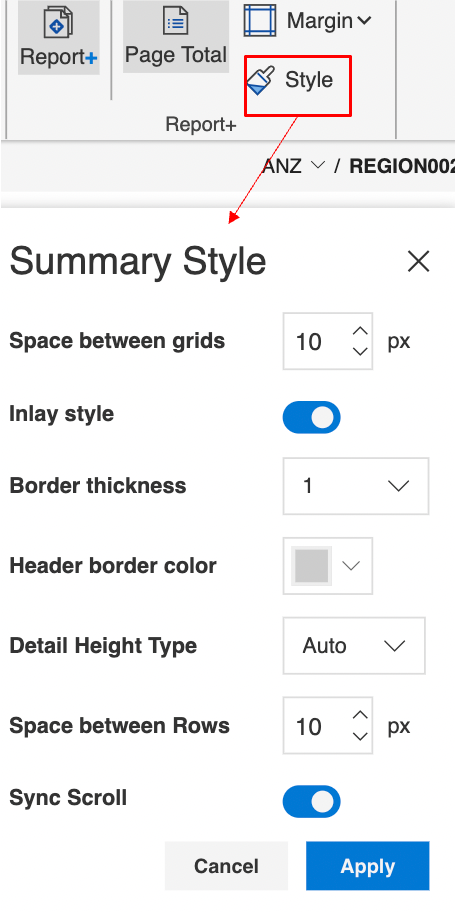 Margin
Report+
Page Total
Style
Report+
ANZ / REGION002
Summary Style
Space between grids 10 px
Inlay style
Border thickness 1
Header border color
Detail Height Type Auto
Space between Rows 10 px
Sync Scroll
Cancel Apply